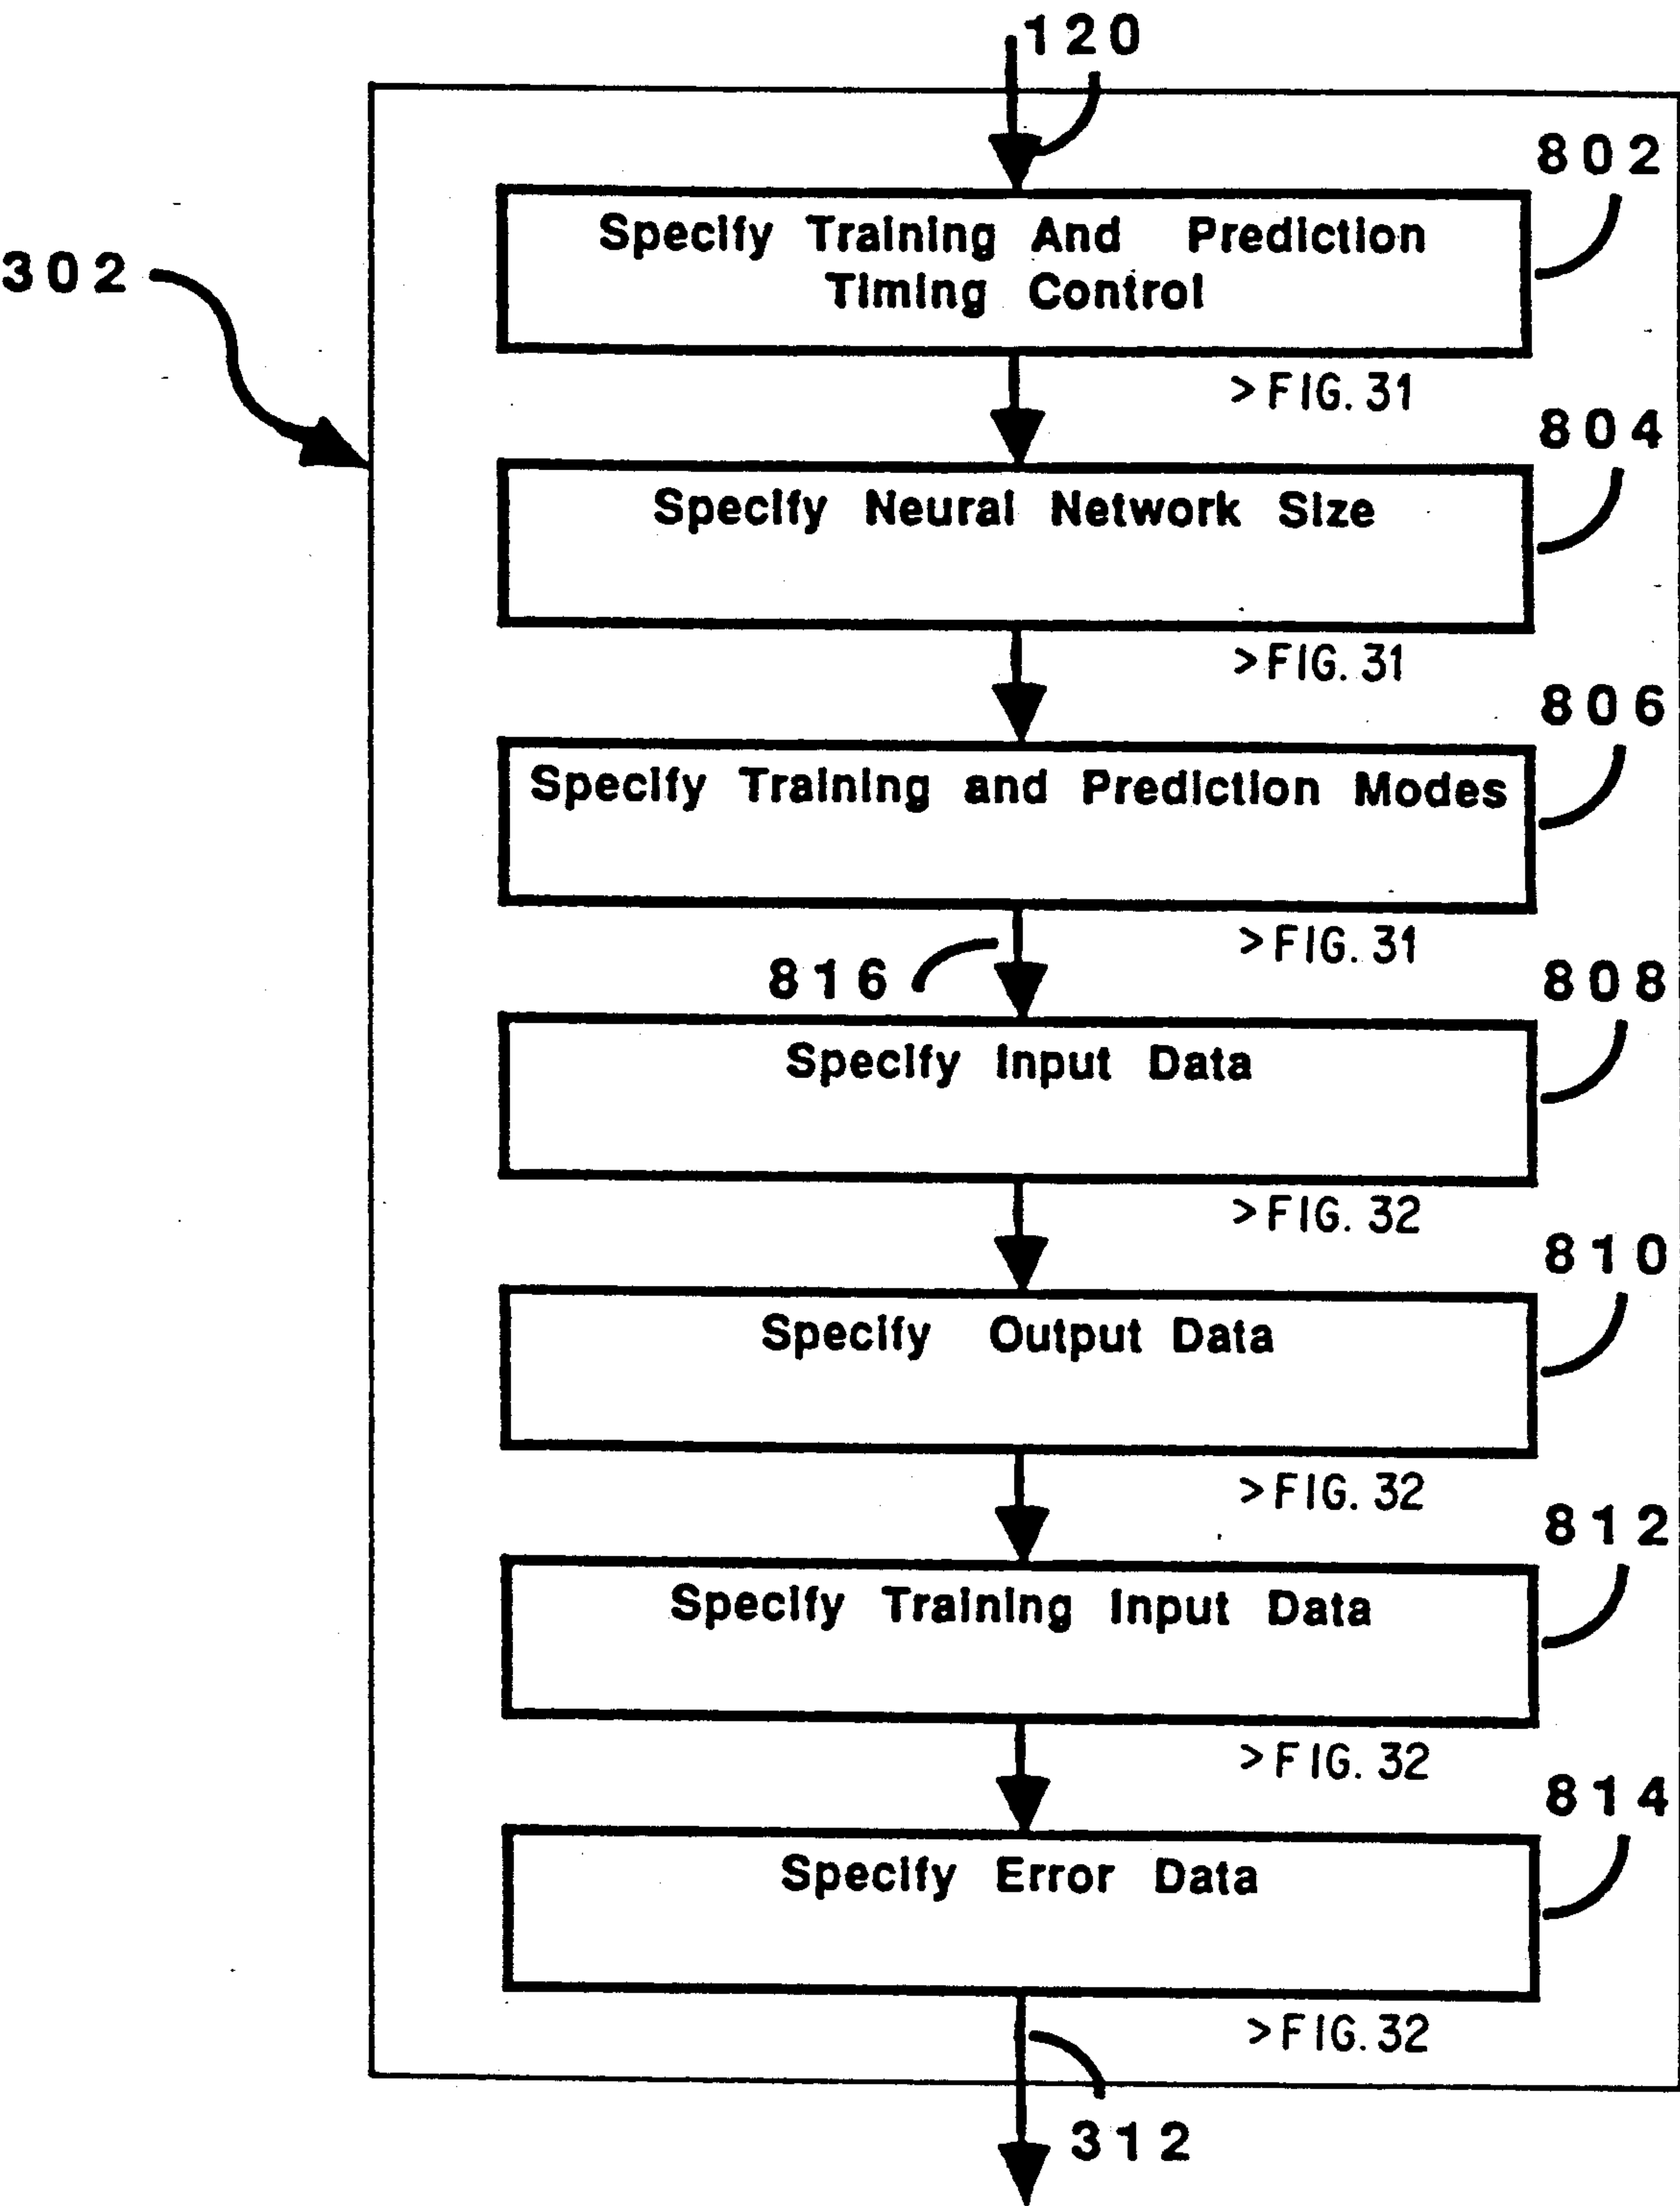 120
802
Specify Training And Prediction
Timing Control
302
>FIG. 31
804
Specify Neural Network Size
>FIG. 31
806
Specify Training and Prediction Modes
>FIG. 31
816
808
Specify Input Data
>FIG. 32
810
Specify Output Data
>FIG. 32
812
Specify Training Input Data
>FIG. 32
814
Specify Error Data
>FIG. 32
312